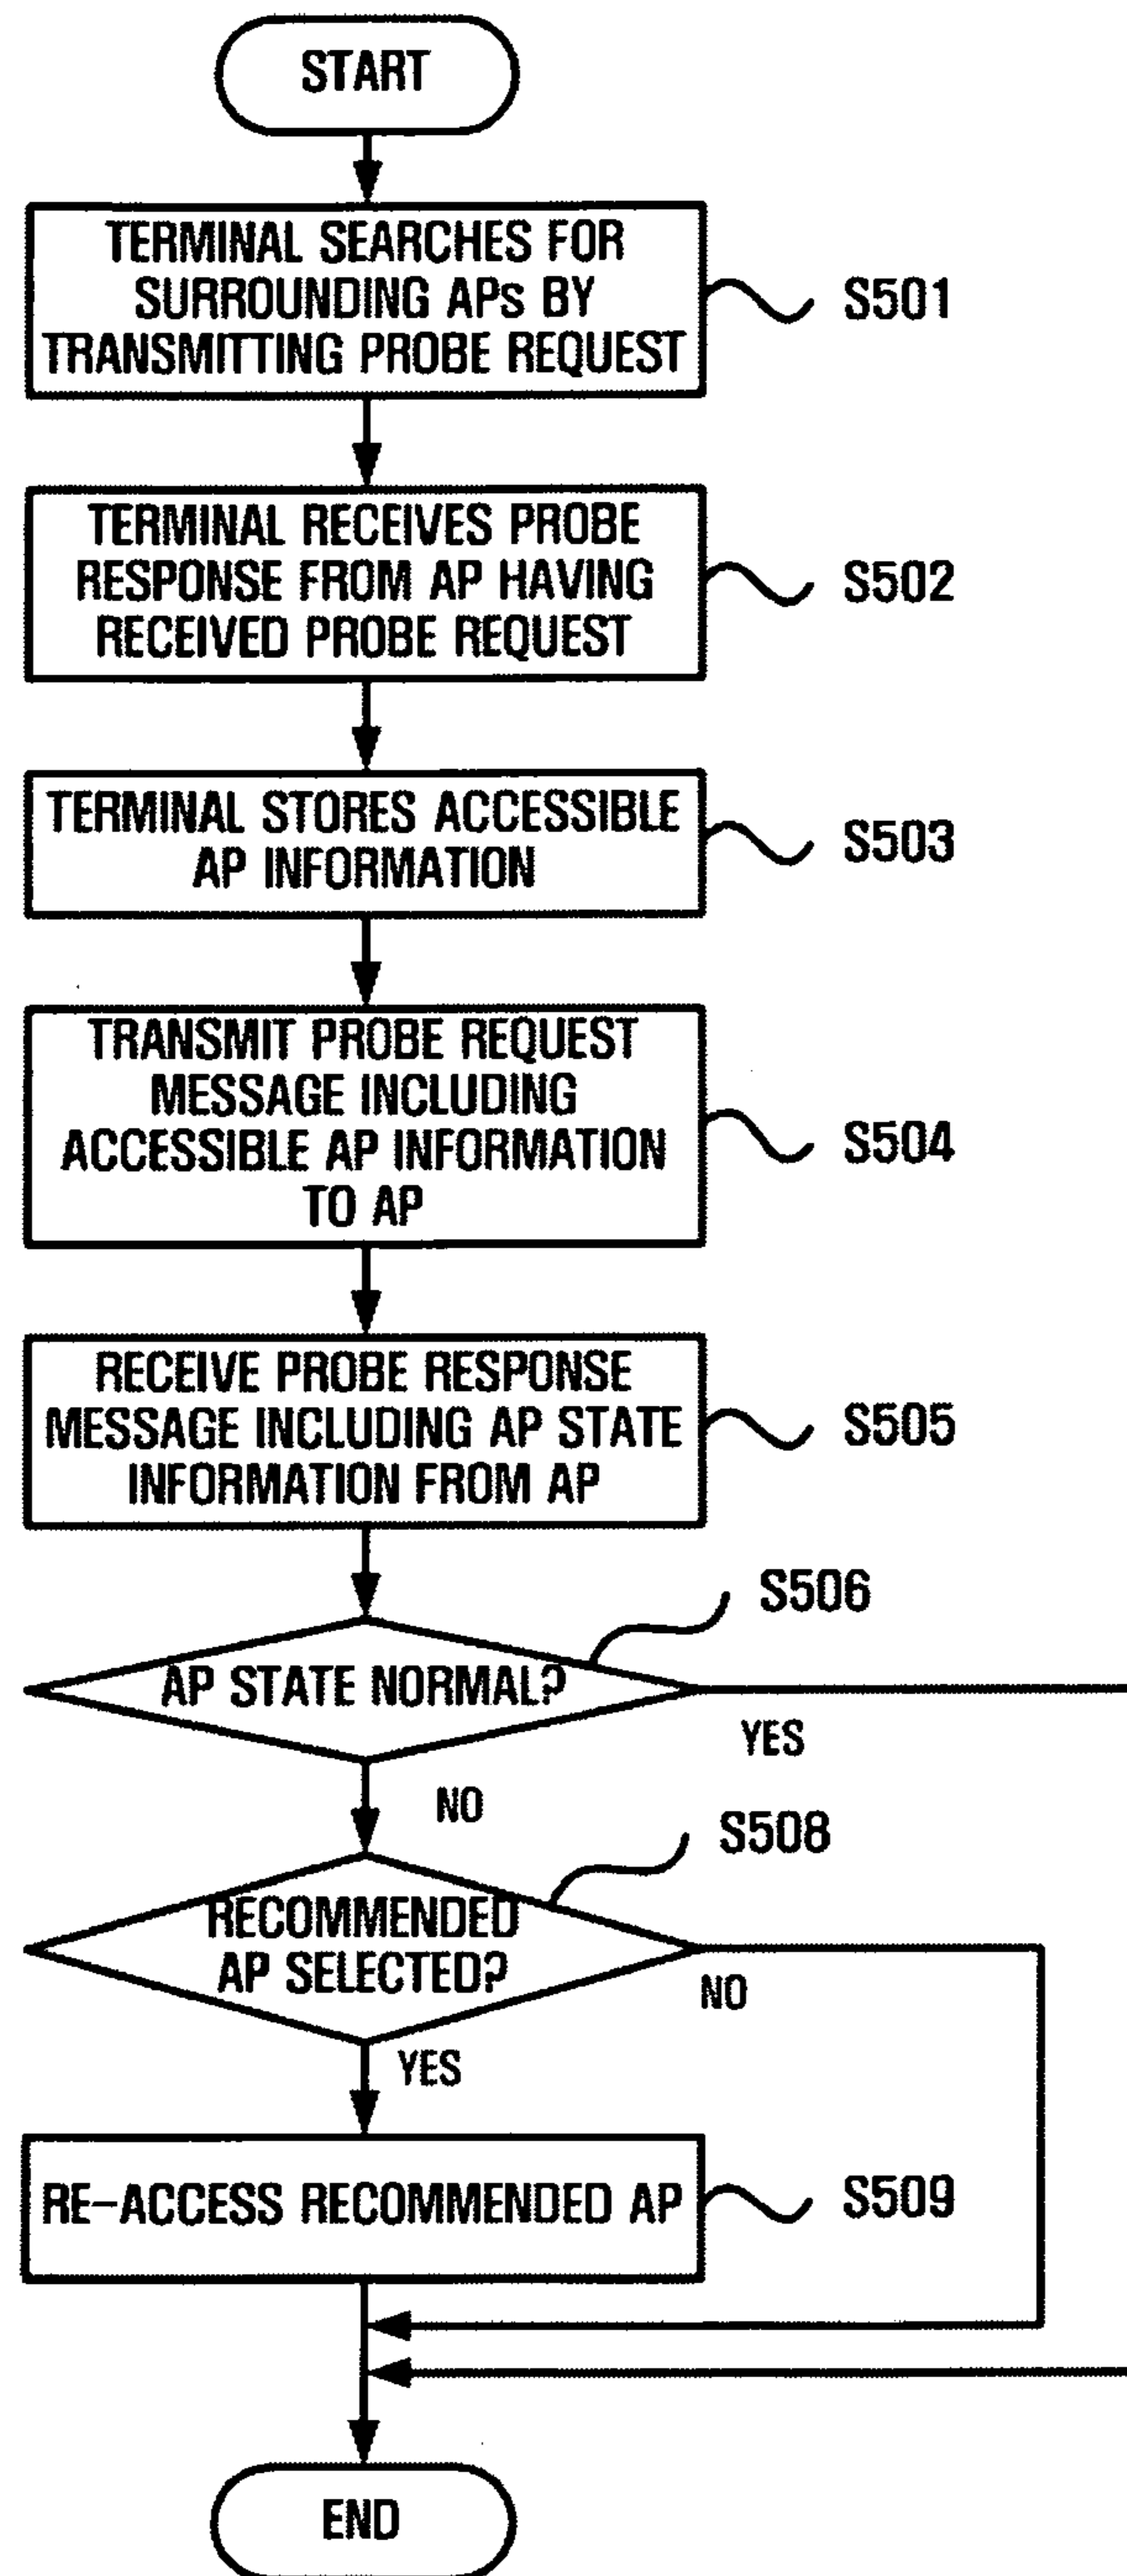 START
TERMINAL SEARCHES FOR
SURROUNDING APs BY
TRANSMITTING PROBE REQUEST
S501
TERMINAL RECEIVES PROBE
RESPONSE FROM AP HAVING
RECEIVED PROBE REQUEST
S502
TERMINAL STORES ACCESSIBLE
AP INFORMATION
S503
TRANSMIT PROBE REQUEST
MESSAGE INCLUDING
ACCESSIBLE AP INFORMATION
TO AP
S504
RECEIVE PROBE RESPONSE
MESSAGE INCLUDING AP STATE
INFORMATION FROM AP
S505
S506
AP STATE NORMAL?
YES
NO
S508
RECOMMENDED
AP SELECTED?
NO
YES
RE-ACCESS RECOMMENDED AP
S509
END